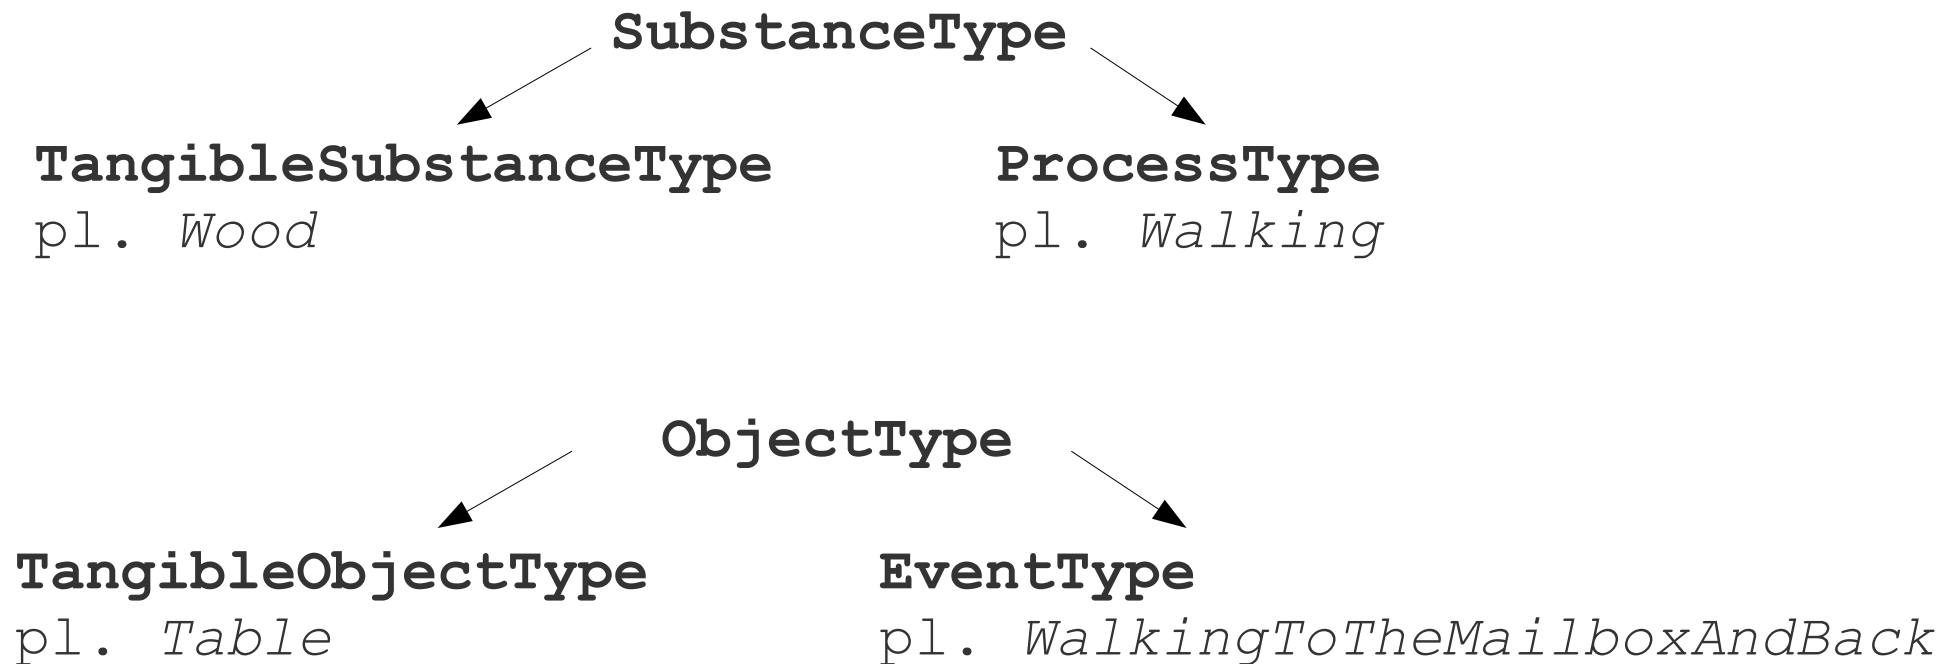 SubstanceType
TangibleSubstanceType ProcessType
pl. Wood pl. Walking
ObjectType
TangibleObjectType EventType
pl. Table pl. WalkingToTheMailboxAndBack